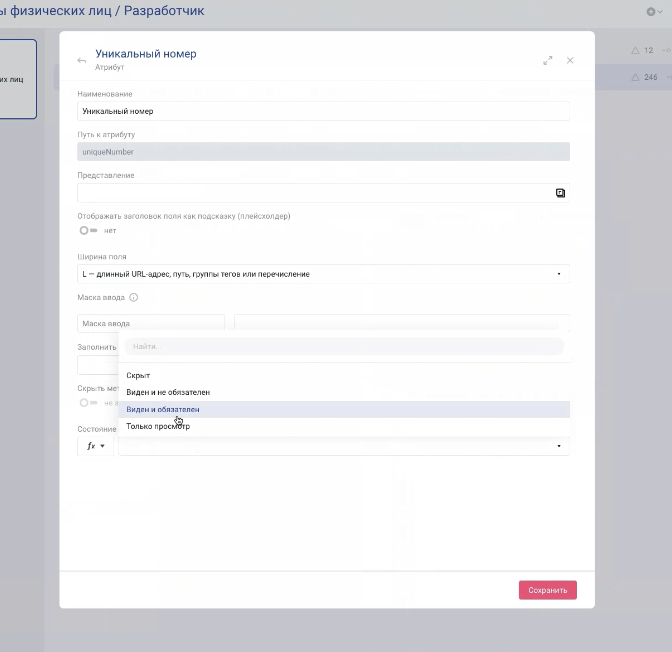 физических лиц / Разработчик
12
246
их лиц
Уникальный номер
Атрибут
Наименование
Уникальный номер
Путь к атрибуту
uniqueNumber
Представление
Отображать заголовок поля как подсказку (плейсхолдер)
нет
Ширина поля
L — длинный URL-адрес, путь, группы тегов или перечисление
Маска ввода
Маска ввода
Заполнить
Найти...
Скрыть
не
Скрыт
Виден и не обязателен
Виден и обязателен
Только просмотр
Состояние
fx
Сохранить